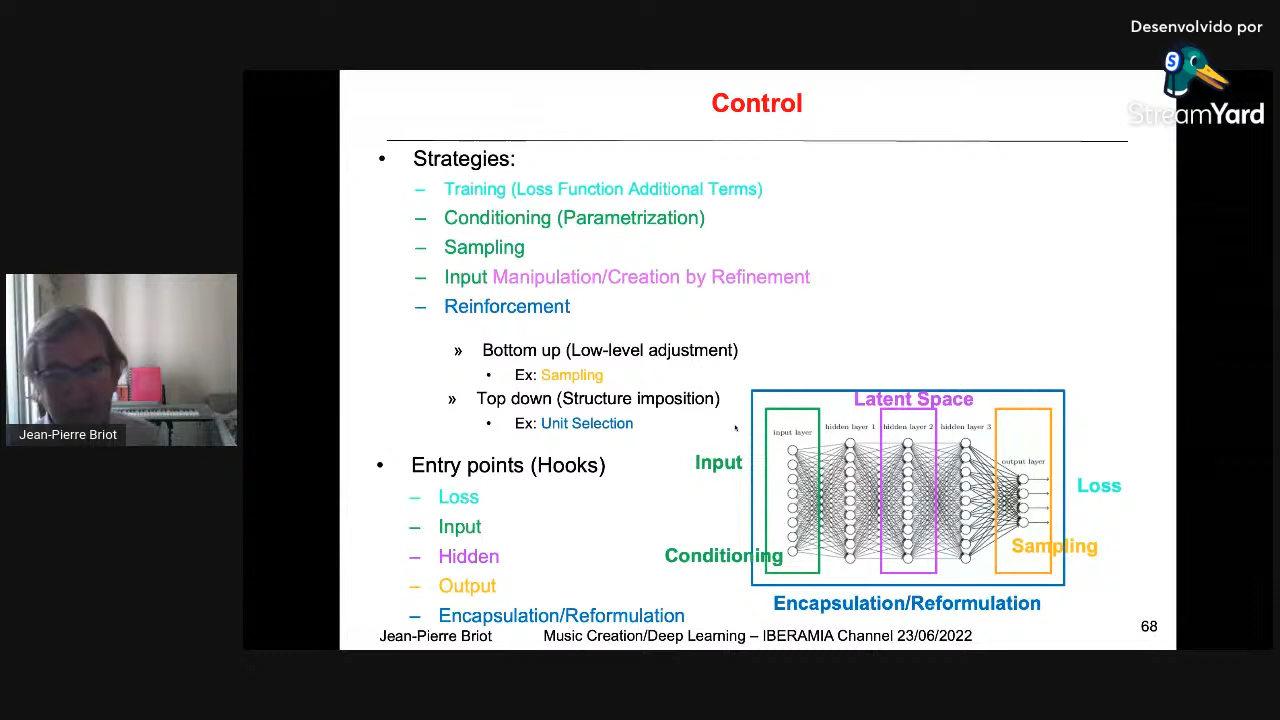 Desenvolvido por
StreamYard
Control
• Strategies:
– Training (Loss Function Additional Terms)
– Conditioning (Parametrization)
– Sampling
– Input Manipulation/Creation by Refinement
– Reinforcement
» Bottom up (Low-level adjustment)
• Ex: Sampling
» Top down (Structure imposition)
• Ex: Unit Selection
• Entry points (Hooks)
– Loss
– Input
– Hidden
– Output
– Encapsulation/Reformulation
Latent Space
input layer
hidden layer 1 hidden layer 2 hidden layer 3
output layer
Input
Loss
Conditioning
Sampling
Encapsulation/Reformulation
Jean-Pierre Briot Music Creation/Deep Learning – IBERAMIA Channel 23/06/2022
68
Jean-Pierre Briot
S